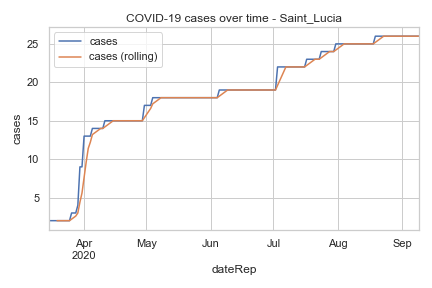 COVID-19 cases over time - Saint_Lucia
cases
cases (rolling)
25
20
15
10
5
cases
Apr
2020
May
Jun
Jul
Aug
Sep
dateRep